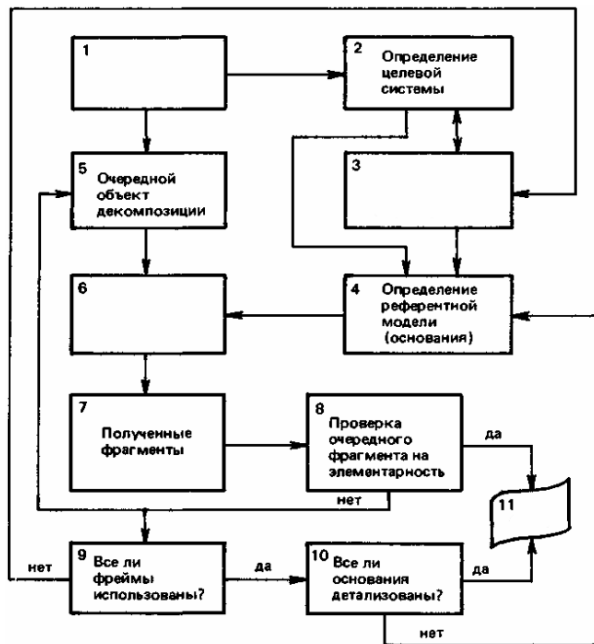 1
2
Определение
целевой
системы
5
Очередной
объект
декомпозиции
3
6
4
Определение
референтной
модели
(основания)
7
Полученные
фрагменты
8
Проверка
очередного
фрагмента на
элементарность
да
нет
11
9
Все ли
фреймы
использованы?
нет
да
10
Все ли
основания
детализованы?
да
нет